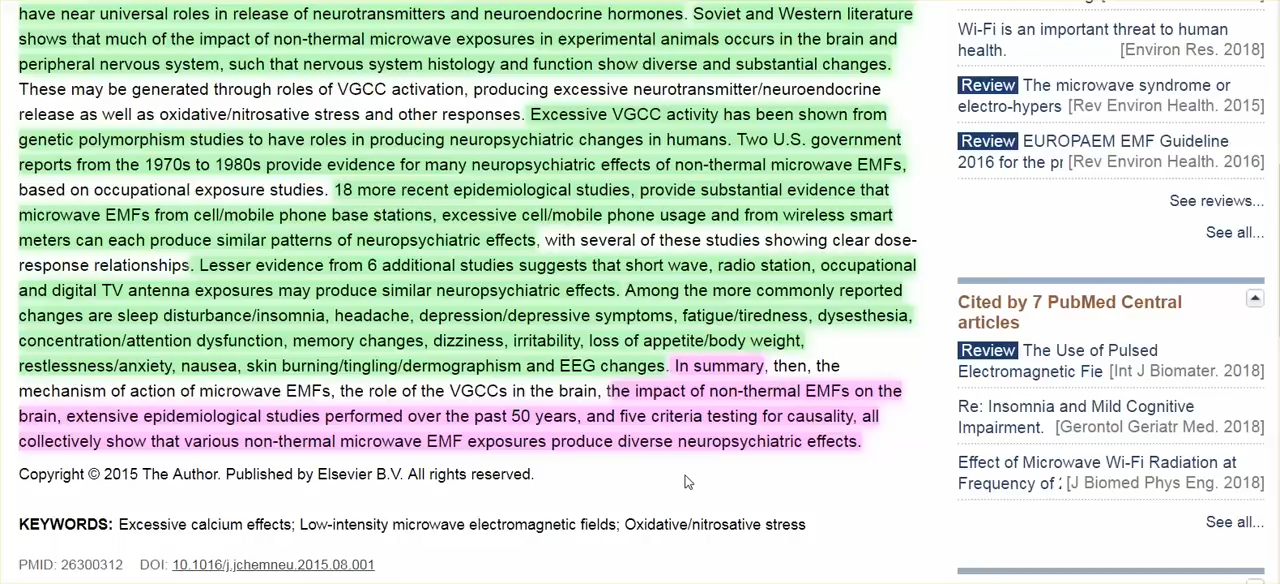 have near universal roles in release of neurotransmitters and neuroendocrine hormones. Soviet and Western literature
shows that much of the impact of non-thermal microwave exposures in experimental animals occurs in the brain and
peripheral nervous system, such that nervous system histology and function show diverse and substantial changes.
These may be generated through roles of VGCC activation, producing excessive neurotransmitter/neuroendocrine
release as well as oxidative/nitrosative stress and other responses. Excessive VGCC activity has been shown from
genetic polymorphism studies to have roles in producing neuropsychiatric changes in humans. Two U.S. government
reports from the 1970s to 1980s provide evidence for many neuropsychiatric effects of non-thermal microwave EMFs,
based on occupational exposure studies. 18 more recent epidemiological studies, provide substantial evidence that
microwave EMFs from cell/mobile phone base stations, excessive cell/mobile phone usage and from wireless smart
meters can each produce similar patterns of neuropsychiatric effects, with several of these studies showing clear dose-
response relationships. Lesser evidence from 6 additional studies suggests that short wave, radio station, occupational
and digital TV antenna exposures may produce similar neuropsychiatric effects. Among the more commonly reported
changes are sleep disturbance/insomnia, headache, depression/depressive symptoms, fatigue/tiredness, dysesthesia,
concentration/attention dysfunction, memory changes, dizziness, irritability, loss of appetite/body weight,
restlessness/anxiety, nausea, skin burning/tingling/dermographism and EEG changes. In summary, then, the
mechanism of action of microwave EMFs, the role of the VGCCs in the brain, the impact of non-thermal EMFs on the
brain, extensive epidemiological studies performed over the past 50 years, and five criteria testing for causality, all
collectively show that various non-thermal microwave EMF exposures produce diverse neuropsychiatric effects.
Copyright © 2015 The Author. Published by Elsevier B.V. All rights reserved.
KEYWORDS: Excessive calcium effects; Low-intensity microwave electromagnetic fields; Oxidative/nitrosative stress
PMID: 26300312 DOI: 10.1016/j.jchemneu.2015.08.001
Wi-Fi is an important threat to human
health. [Environ Res. 2018]
Review The microwave syndrome or
electro-hypers [Rev Environ Health. 2015]
Review EUROPAEM EMF Guideline
2016 for the pr [Rev Environ Health. 2016]
See reviews...
See all...
Cited by 7 PubMed Central
articles
Review The Use of Pulsed
Electromagnetic Fie [Int J Biomater. 2018]
Re: Insomnia and Mild Cognitive
Impairment. [Gerontol Geriatr Med. 2018]
Effect of Microwave Wi-Fi Radiation at
Frequency of [J Biomed Phys Eng. 2018]
See all...